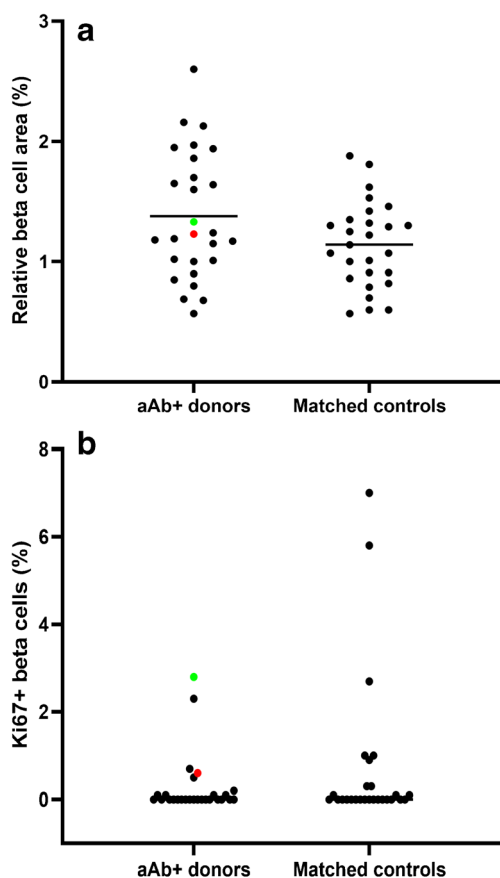 a
Relative beta cell area (%)
3
2
1
0
aAb+ donors Matched controls
b
Ki67+ beta cells (%)
8
6
4
2
0
aAb+ donors Matched controls